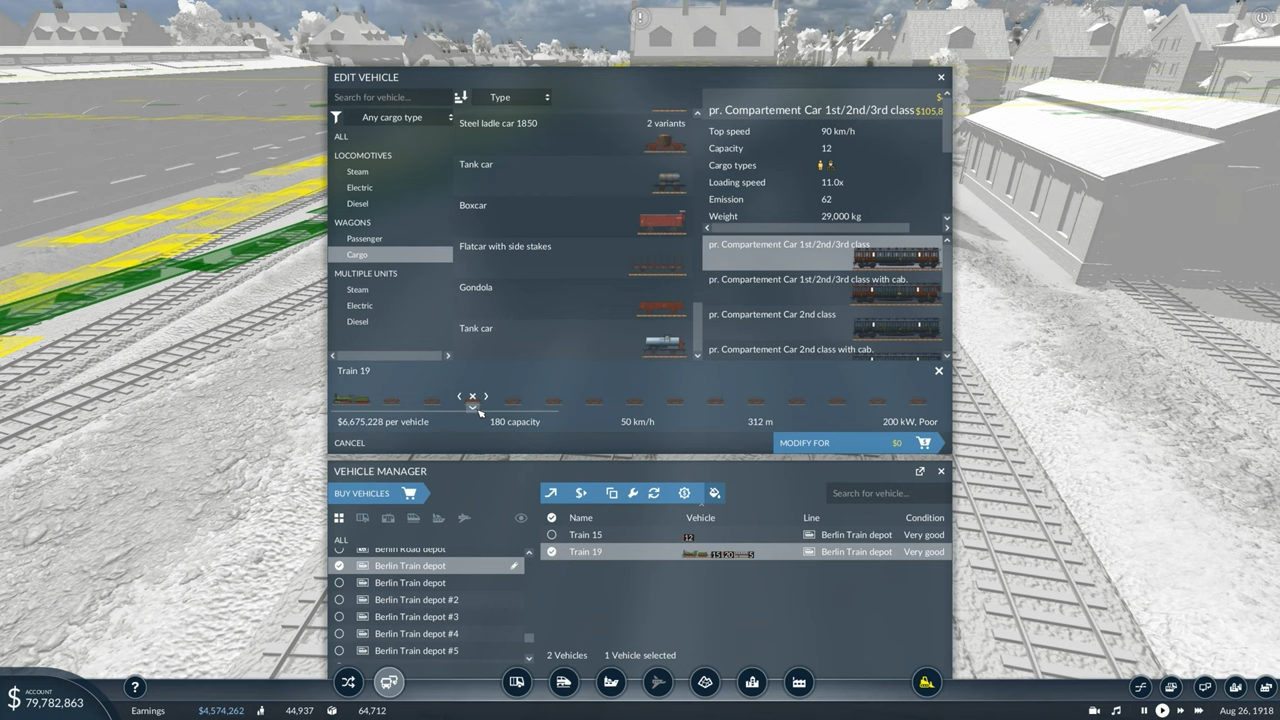 EDIT VEHICLE
Search for vehicle...
Type
Any cargo type
ALL
LOCOMOTIVES
Steam
Electric
Diesel
WAGONS
Passenger
Cargo
MULTIPLE UNITS
Steam
Electric
Diesel
Steel ladle car 1850
2 variants
Tank car
Boxcar
Flatcar with side stakes
Gondola
Tank car
$
pr. Compartement Car 1st/2nd/3rd class $105,8
Top speed 90 km/h
Capacity 12
Cargo types
Loading speed 11.0x
Emission 62
Weight 29,000 kg
pr. Compartement Car 1st/2nd/3rd class
pr. Compartement Car 1st/2nd/3rd class with cab.
pr. Compartement Car 2nd class
pr. Compartement Car 2nd class with cab.
Train 19
$6,675,228 per vehicle 180 capacity 50 km/h 312 m 200 kW, Poor
CANCEL
MODIFY FOR $0
VEHICLE MANAGER
BUY VEHICLES
Search for vehicle...
ALL
Berlin Road depot
Berlin Train depot
Berlin Train depot
Berlin Train depot #2
Berlin Train depot #3
Berlin Train depot #4
Berlin Train depot #5
Name Vehicle Line Condition
Train 15 12 Berlin Train depot Very good
Train 19 15 20 5 Berlin Train depot Very good
2 Vehicles 1 Vehicle selected
$ ACCOUNT
79,782,863
?
Earnings $4,574,262 44,937 64,712
Aug 26, 1918